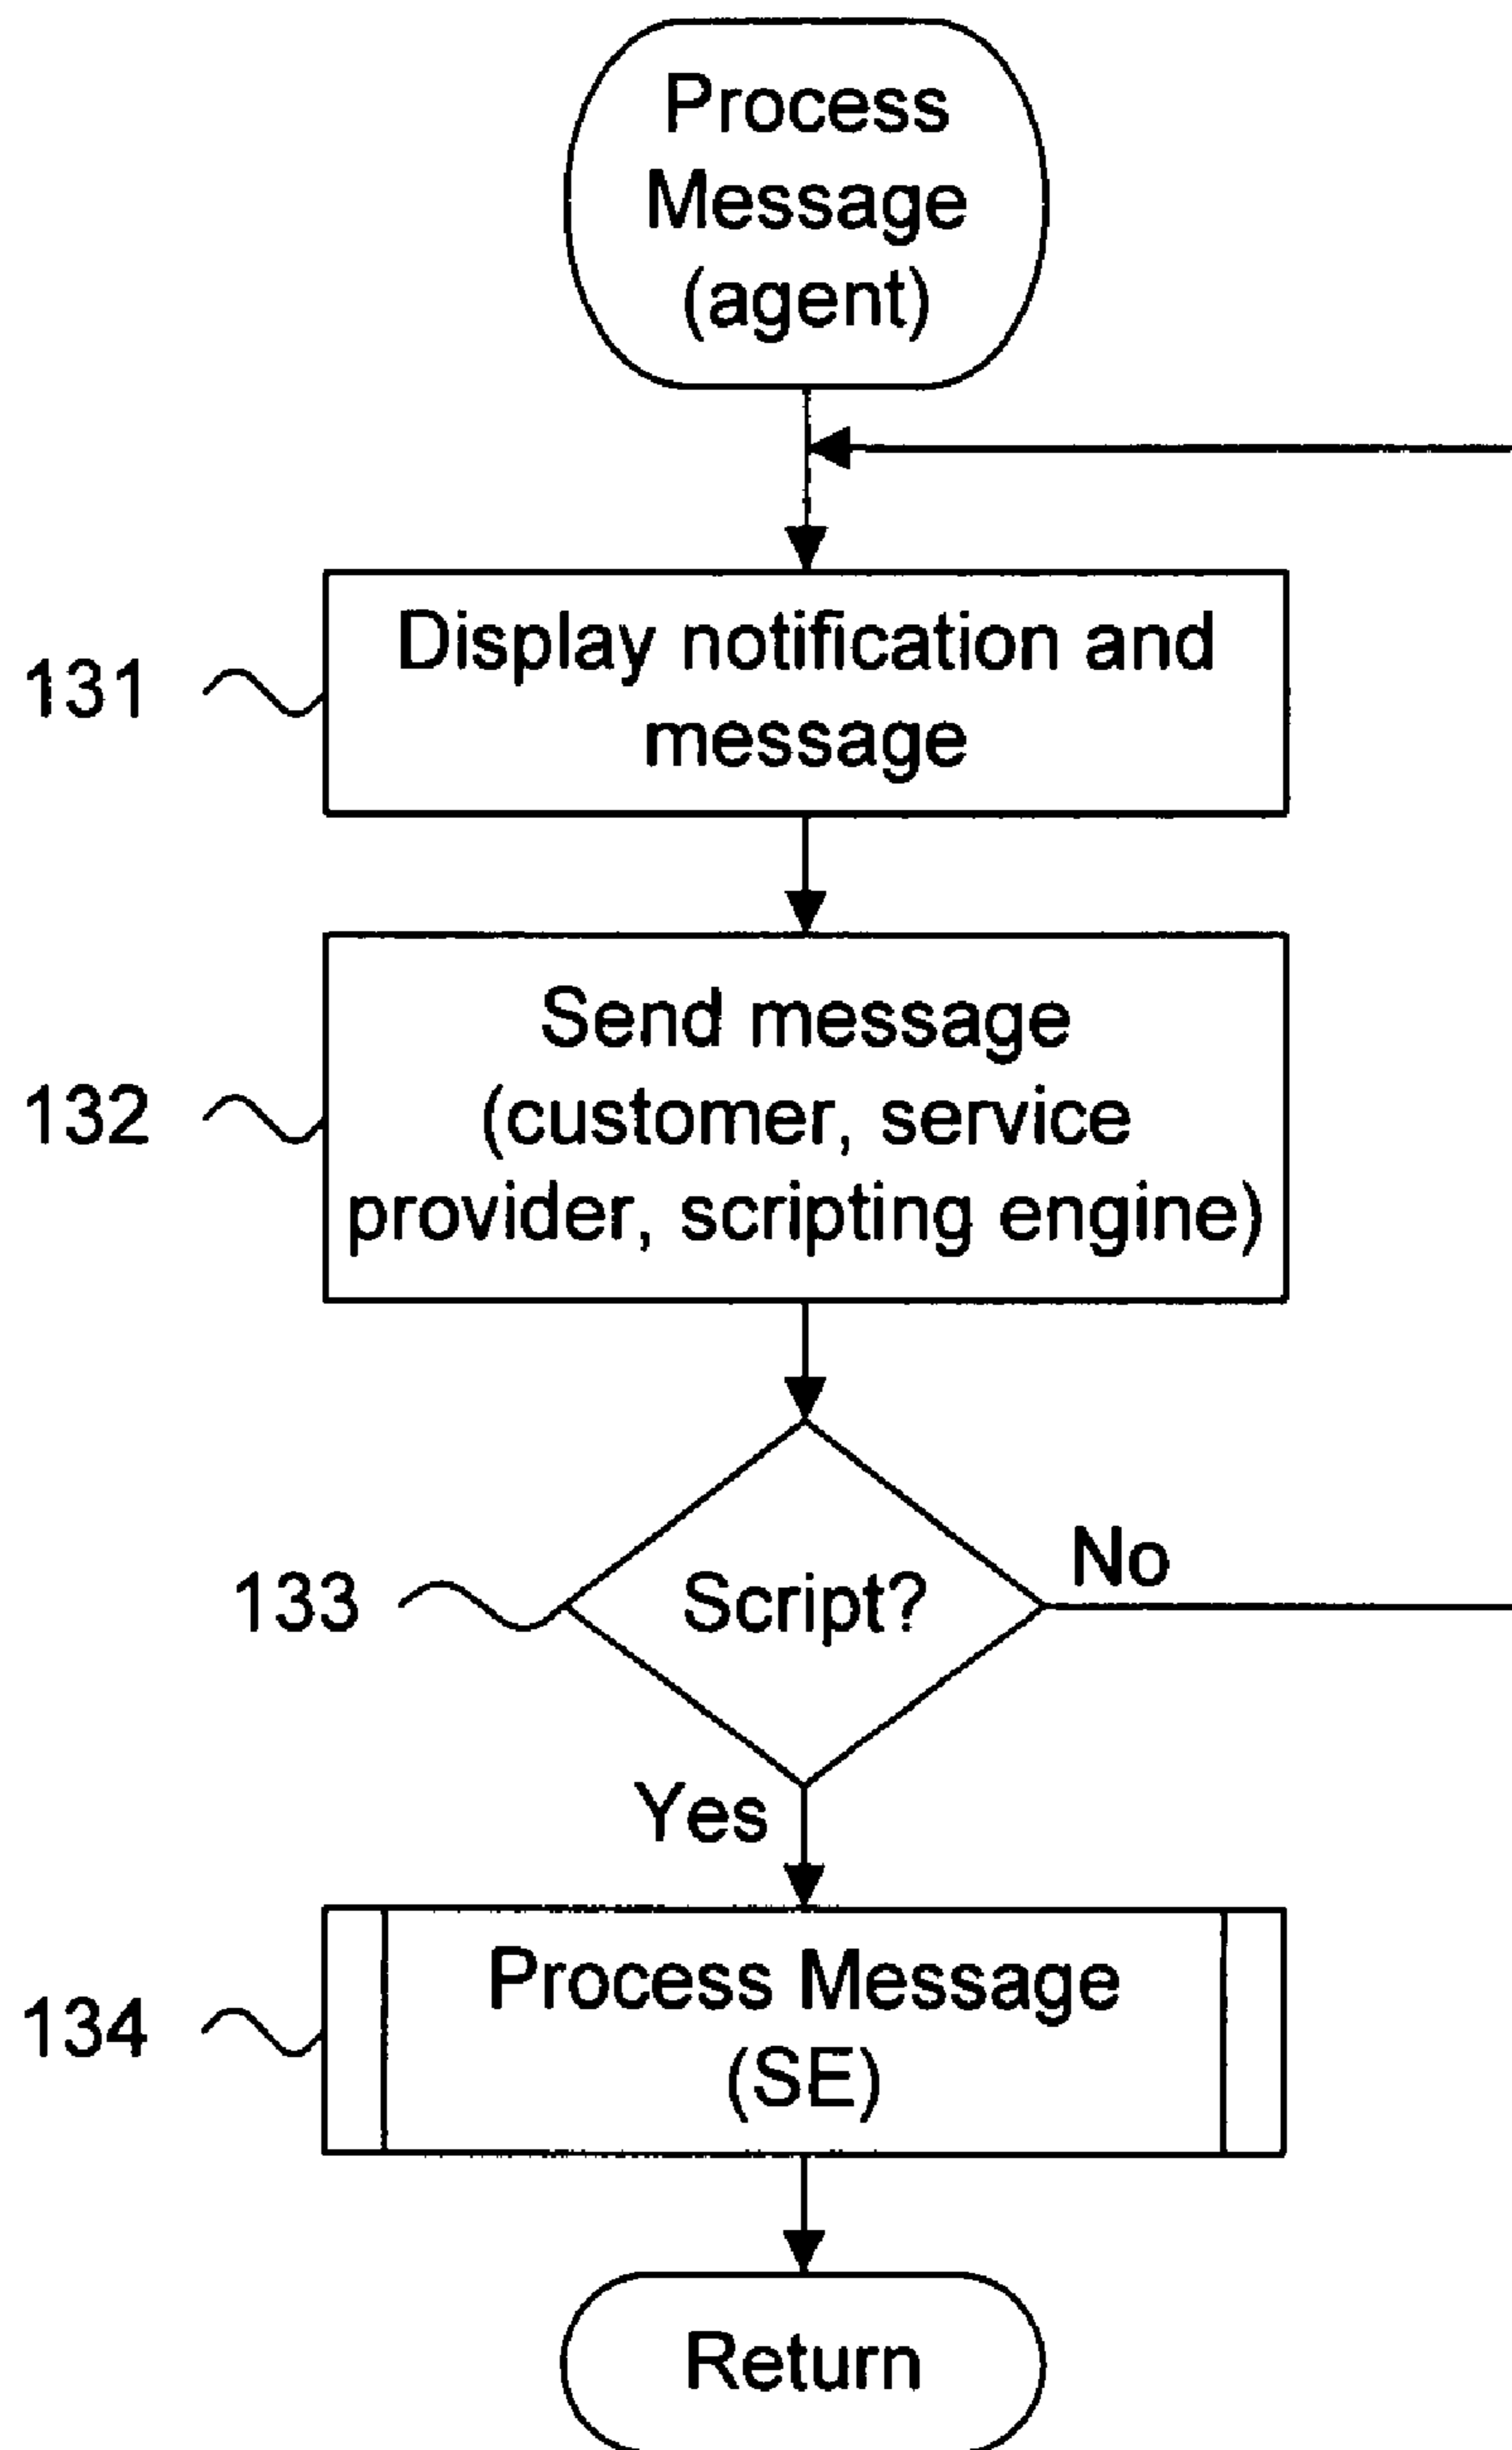 Process
Message
(agent)
131
Display notification and
message
132
Send message
(customer, service
provider, scripting engine)
133
Script?
No
Yes
134
Process Message
(SE)
Return